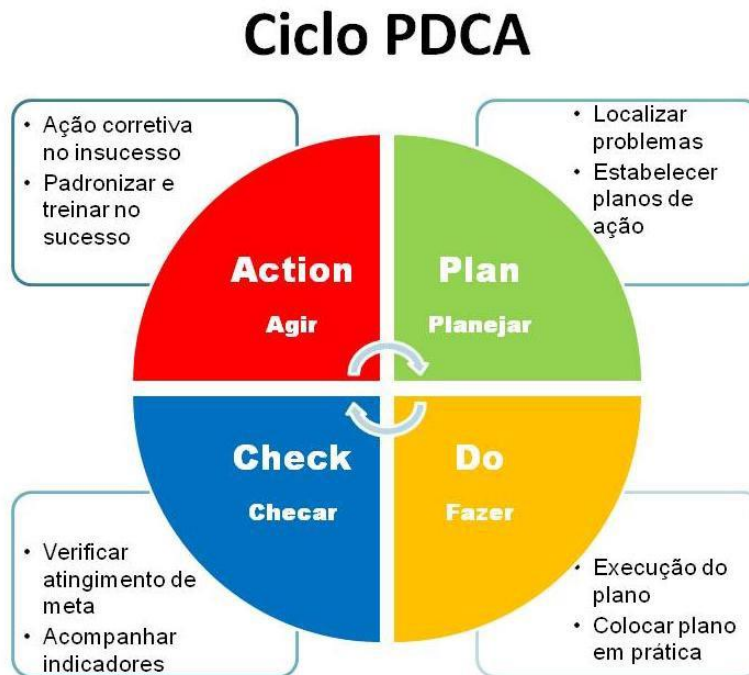 Ciclo PDCA
• Ação corretiva
no insucesso
• Padronizar e
treinar no
sucesso
• Localizar
problemas
• Estabelecer
planos de
ação
Action
Agir
Plan
Planejar
Check
Checar
Do
Fazer
• Verificar
atingimento de
meta
• Acompanhar
indicadores
• Execução do
plano
• Colocar plano
em prática